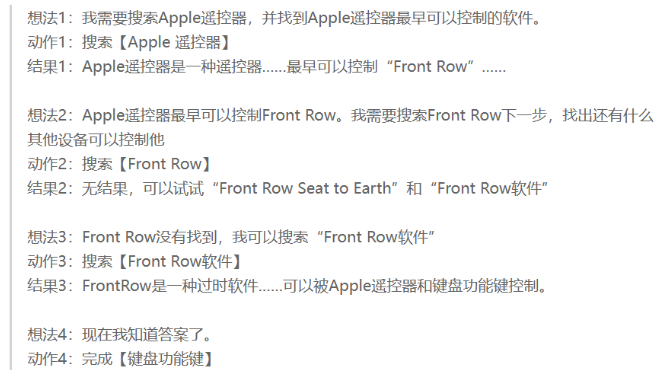 想法1：我需要搜索Apple遥控器，并找到Apple遥控器最早可以控制的软件。
动作1：搜索【Apple 遥控器】
结果1：Apple遥控器是一种遥控器......最早可以控制“Front Row”......
想法2：Apple遥控器最早可以控制Front Row。我需要搜索Front Row下一步，找出还有什么
其他设备可以控制他
动作2：搜索【Front Row】
结果2：无结果，可以试试“Front Row Seat to Earth”和“Front Row软件”
想法3：Front Row没有找到，我可以搜索“Front Row软件”
动作3：搜索【Front Row软件】
结果3：FrontRow是一种过时软件......可以被Apple遥控器和键盘功能键控制。
想法4：现在我知道答案了。
动作4：完成【键盘功能键】